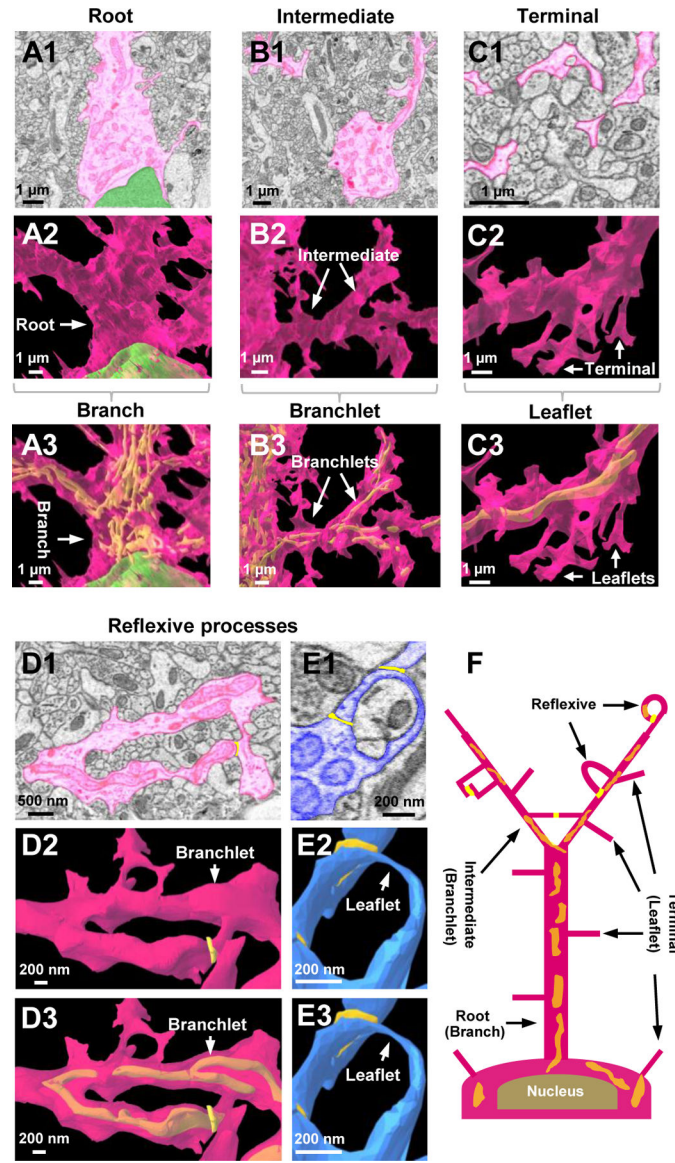 Root
Intermediate
Terminal
A1
1 µm
B1
1 µm
C1
1 µm
A2
Root
1 µm
B2
Intermediate
1 µm
C2
Terminal
1 µm
Branch
Branchlet
Leaflet
A3
Branch
1 µm
B3
Branchlets
1 µm
C3
Leaflets
1 µm
Reflexive processes
D1
500 nm
E1
200 nm
D2
Branchlet
200 nm
E2
Leaflet
200 nm
D3
Branchlet
200 nm
E3
Leaflet
200 nm
F
Reflexive
Intermediate
(Branchlet)
Terminal
(Leaflet)
Root
(Branch)
Nucleus